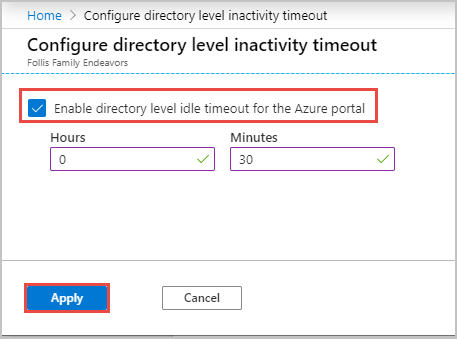 Home > Configure directory level inactivity timeout
Configure directory level inactivity timeout
Follis Family Endeavors
Enable directory level idle timeout for the Azure portal
Hours Minutes
0 30
Apply Cancel